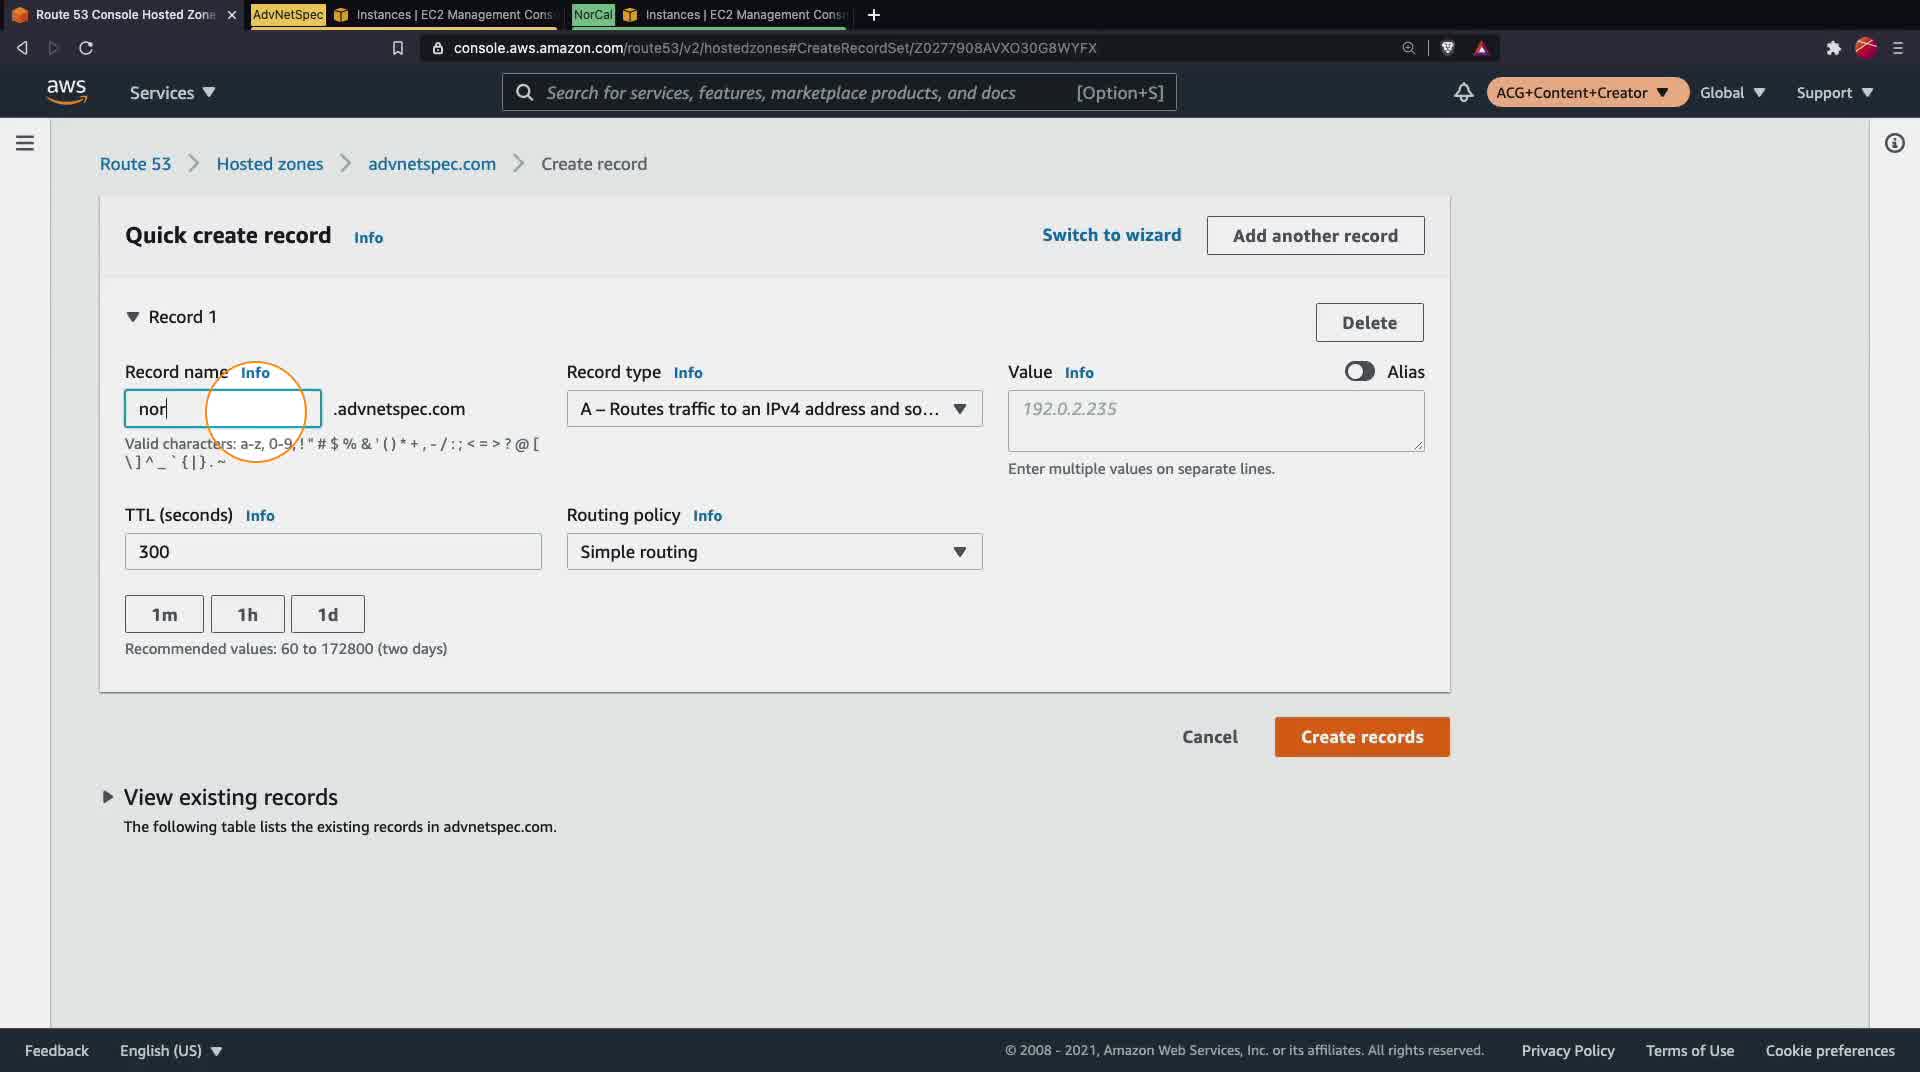 Route 53 Console Hosted Zone
AdvNetSpec
Instances | EC2 Management Cons
NorCal
Instances | EC2 Management Cons
console.aws.amazon.com/route53/v2/hostedzones#CreateRecordSet/Z0277908AVXO30G8WYFX
aws
Services
Search for services, features, marketplace products, and docs [Option+S]
ACG+Content+Creator
Global
Support
Route 53
Hosted zones
advnetspec.com
Create record
Quick create record Info
Switch to wizard
Add another record
Record 1
Delete
Record name Info
Record type Info
Value Info
Alias
nor
.advnetspec.com
A – Routes traffic to an IPv4 address and so...
192.0.2.235
Valid characters: a-z, 0-9, ! " # $ % & ' ( ) * + , - / : ; < = > ? @ [
\ ] ^ _ ` { | } . ~
Enter multiple values on separate lines.
TTL (seconds) Info
Routing policy Info
300
Simple routing
1m
1h
1d
Recommended values: 60 to 172800 (two days)
Cancel
Create records
View existing records
The following table lists the existing records in advnetspec.com.
Feedback
English (US)
© 2008 - 2021, Amazon Web Services, Inc. or its affiliates. All rights reserved.
Privacy Policy
Terms of Use
Cookie preferences